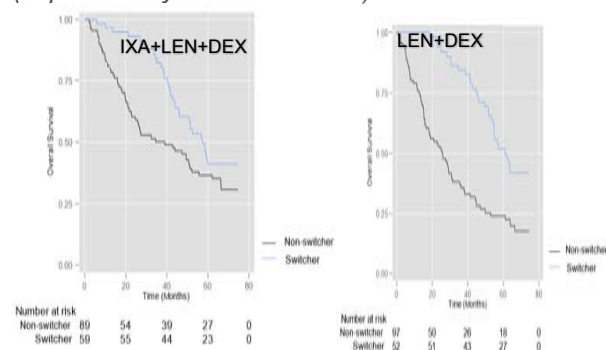 IXA+LEN+DEX
1.00
0.75
0.50
0.25
0.00
Overall Survival
0 20 40 60 80
Time (Months)
Non-switcher
Switcher
Number at risk
Non-switcher 89 54 39 27 0
Switcher 59 55 44 23 0
LEN+DEX
1.00
0.75
0.50
0.25
0.00
Overall Survival
0 20 40 60 80
Time (Months)
Non-switcher
Switcher
Number at risk
Non-switcher 97 50 26 18 0
Switcher 52 51 43 27 0